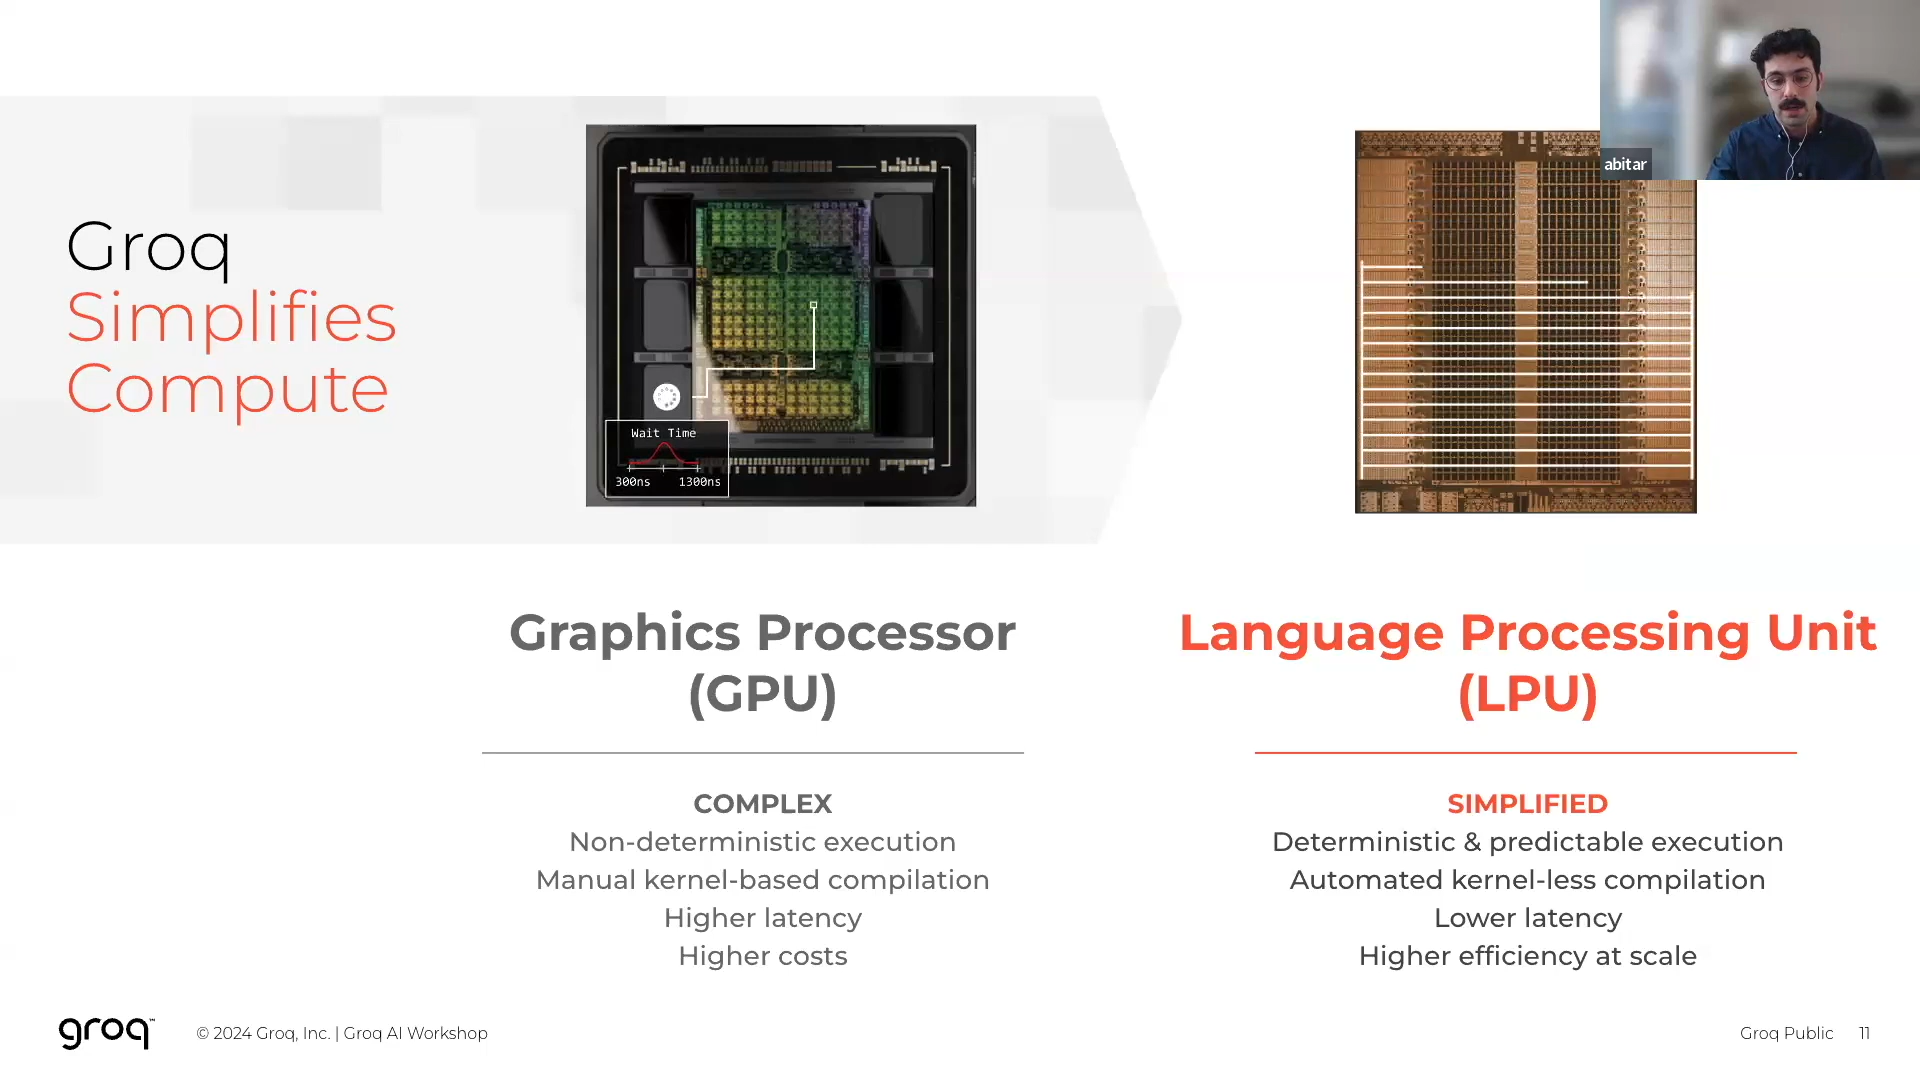 abitar
Groq
Simplifies
Compute
Wait Time
300ns 1300ns
Graphics Processor
(GPU)
COMPLEX
Non-deterministic execution
Manual kernel-based compilation
Higher latency
Higher costs
Language Processing Unit
(LPU)
SIMPLIFIED
Deterministic & predictable execution
Automated kernel-less compilation
Lower latency
Higher efficiency at scale
groq™
© 2024 Groq, Inc. | Groq AI Workshop
Groq Public 11